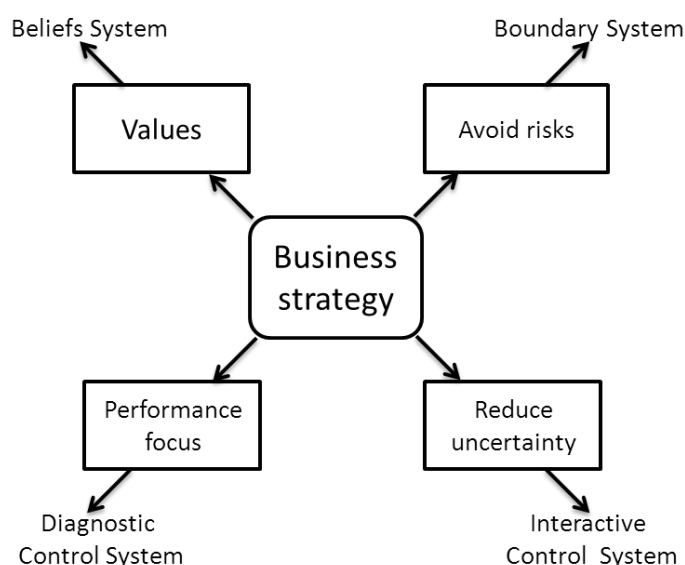 Beliefs System
Boundary System
Values
Avoid risks
Business
strategy
Performance
focus
Reduce
uncertainty
Diagnostic
Control System
Interactive
Control System